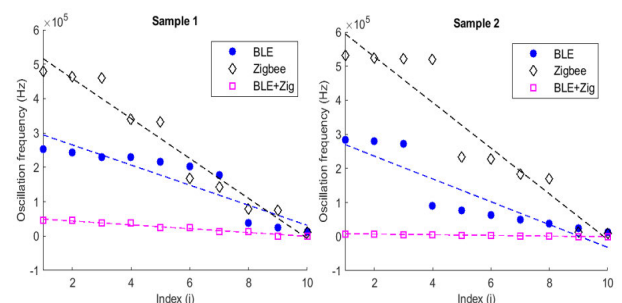 Sample 1
×10^5
6
5
4
3
2
1
0
-1
Oscillation frequency (Hz)
2 4 6 8 10
Index (i)
BLE
Zigbee
BLE+Zig
Sample 2
×10^5
6
5
4
3
2
1
0
-1
Oscillation frequency (Hz)
2 4 6 8 10
Index (i)
BLE
Zigbee
BLE+Zig